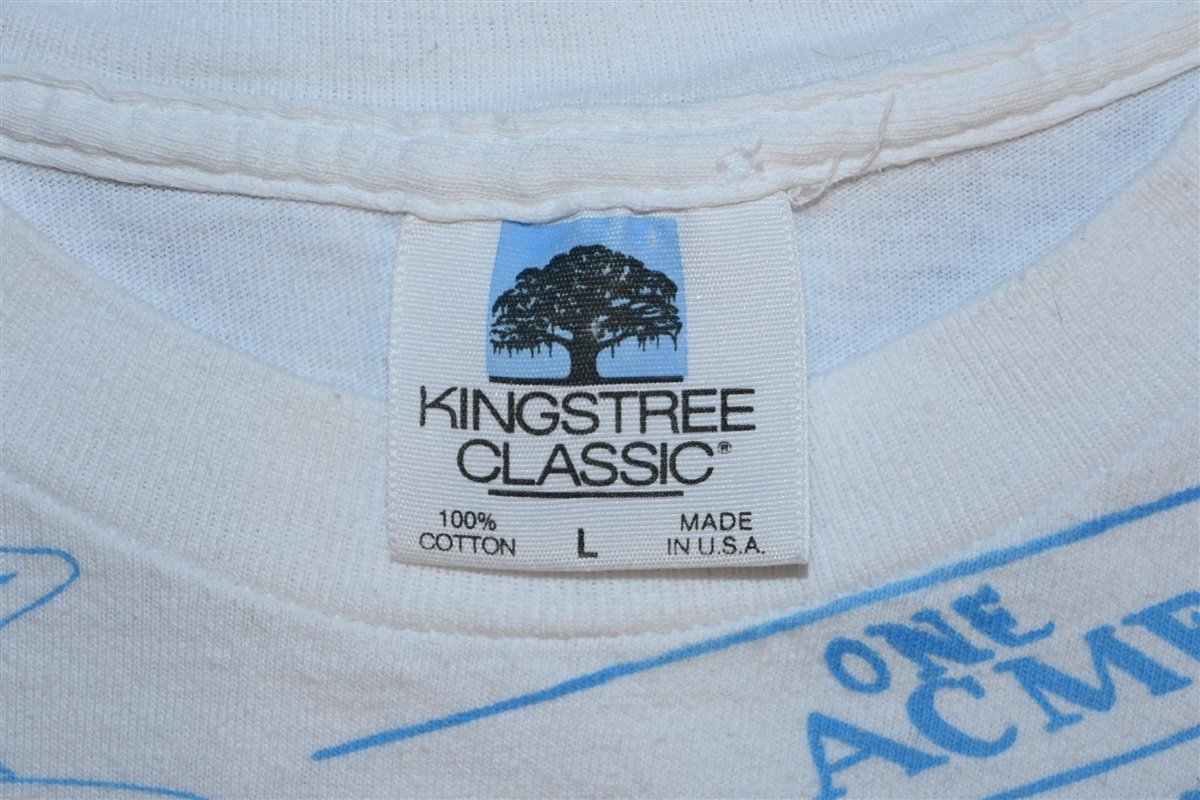 KINGSTREE
CLASSIC®
100%
COTTON
L
MADE
IN U.S.A.
ONE
ACME